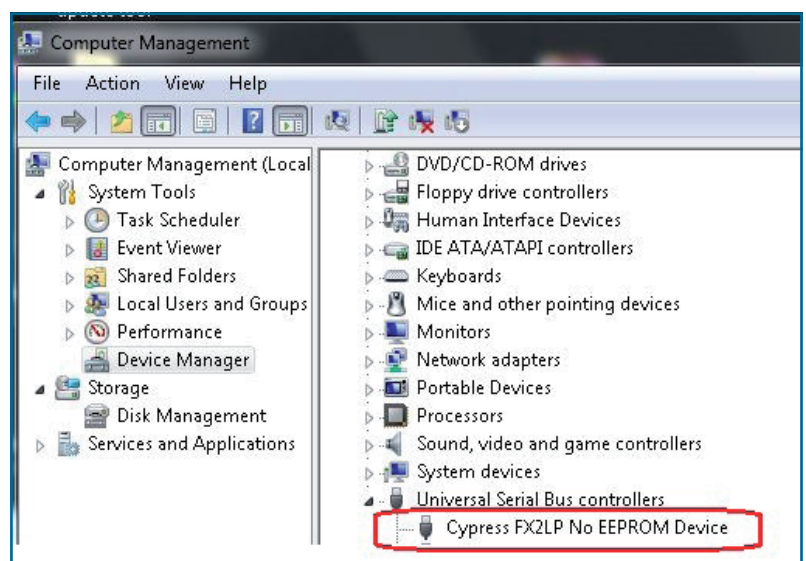 Computer Management
File Action View Help
Computer Management (Local
System Tools
Task Scheduler
Event Viewer
Shared Folders
Local Users and Groups
Performance
Device Manager
Storage
Disk Management
Services and Applications
DVD/CD-ROM drives
Floppy drive controllers
Human Interface Devices
IDE ATA/ATAPI controllers
Keyboards
Mice and other pointing devices
Monitors
Network adapters
Portable Devices
Processors
Sound, video and game controllers
System devices
Universal Serial Bus controllers
Cypress FX2LP No EEPROM Device